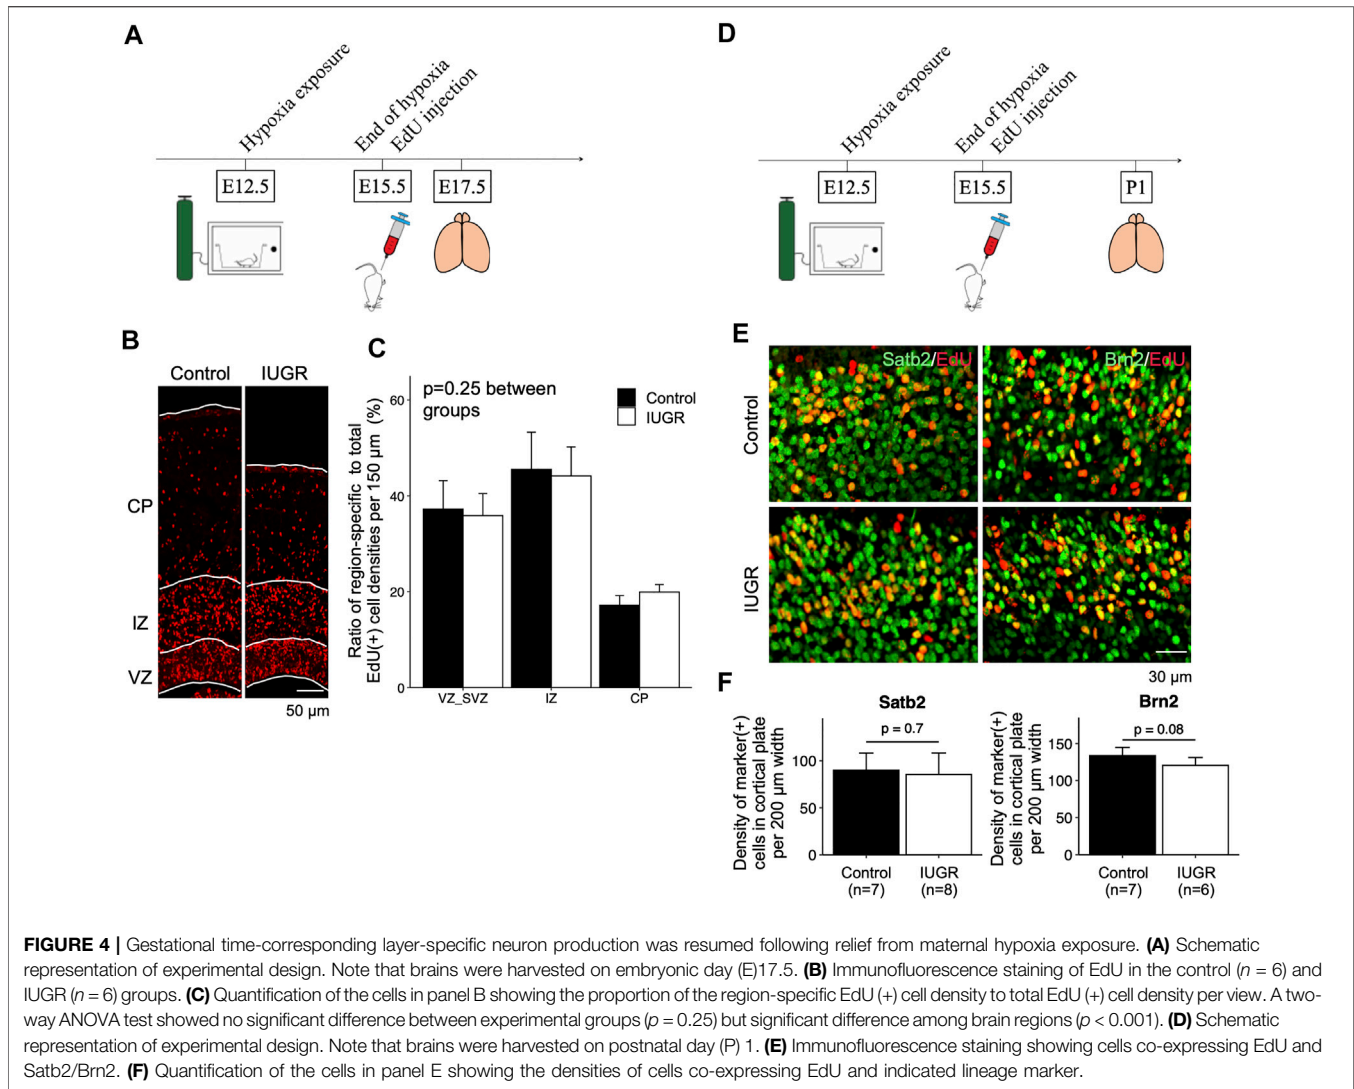 A
Hypoxia exposure
End of hypoxia
EdU injection
E12.5
E15.5
E17.5
D
Hypoxia exposure
End of hypoxia
EdU injection
E12.5
E15.5
P1
B
Control
IUGR
CP
IZ
VZ
50 µm
C
Ratio of region-specific to total
EdU(+) cell densities per 150 µm (%)
p=0.25 between
groups
Control
IUGR
60
40
20
0
VZ_SVZ
IZ
CP
E
Satb2/EdU
Brn2/EdU
Control
IUGR
30 µm
F
Satb2
Density of marker(+)
cells in cortical plate
per 200 µm width
p = 0.7
100
50
0
Control
(n=7)
IUGR
(n=8)
Brn2
Density of marker(+)
cells in cortical plate
per 200 µm width
p = 0.08
150
100
50
0
Control
(n=7)
IUGR
(n=6)
FIGURE 4 | Gestational time-corresponding layer-specific neuron production was resumed following relief from maternal hypoxia exposure. (A) Schematic
representation of experimental design. Note that brains were harvested on embryonic day (E)17.5. (B) Immunofluorescence staining of EdU in the control (n = 6) and
IUGR (n = 6) groups. (C) Quantification of the cells in panel B showing the proportion of the region-specific EdU (+) cell density to total EdU (+) cell density per view. A two-
way ANOVA test showed no significant difference between experimental groups (p = 0.25) but significant difference among brain regions (p < 0.001). (D) Schematic
representation of experimental design. Note that brains were harvested on postnatal day (P) 1. (E) Immunofluorescence staining showing cells co-expressing EdU and
Satb2/Brn2. (F) Quantification of the cells in panel E showing the densities of cells co-expressing EdU and indicated lineage marker.